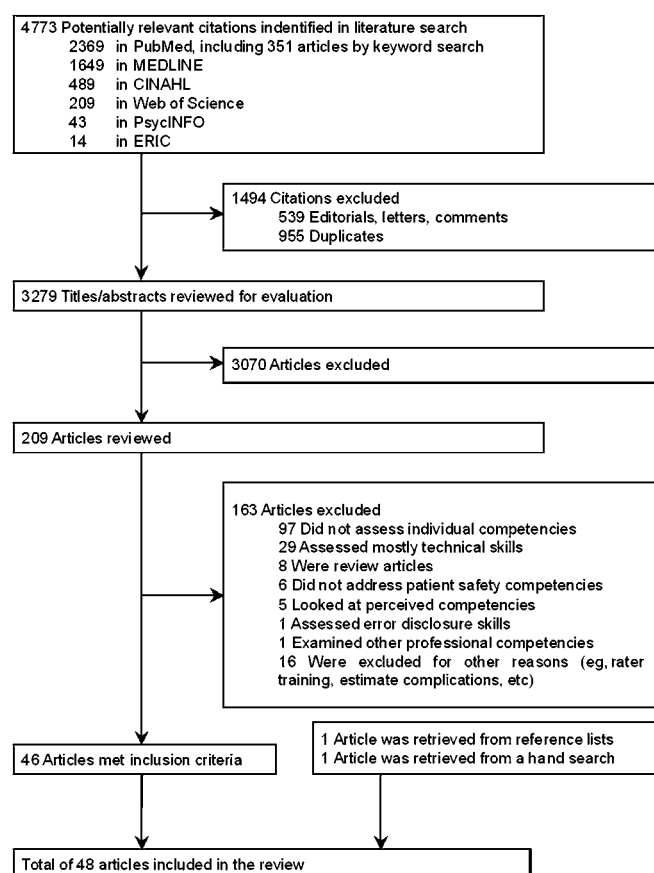 4773 Potentially relevant citations indentified in literature search
2369 in PubMed, including 351 articles by keyword search
1649 in MEDLINE
489 in CINAHL
209 in Web of Science
43 in PsycINFO
14 in ERIC
1494 Citations excluded
539 Editorials, letters, comments
955 Duplicates
3279 Titles/abstracts reviewed for evaluation
3070 Articles excluded
209 Articles reviewed
163 Articles excluded
97 Did not assess individual competencies
29 Assessed mostly technical skills
8 Were review articles
6 Did not address patient safety competencies
5 Looked at perceived competencies
1 Assessed error disclosure skills
1 Examined other professional competencies
16 Were excluded for other reasons (eg, rater
training, estimate complications, etc)
46 Articles met inclusion criteria
1 Article was retrieved from reference lists
1 Article was retrieved from a hand search
Total of 48 articles included in the review